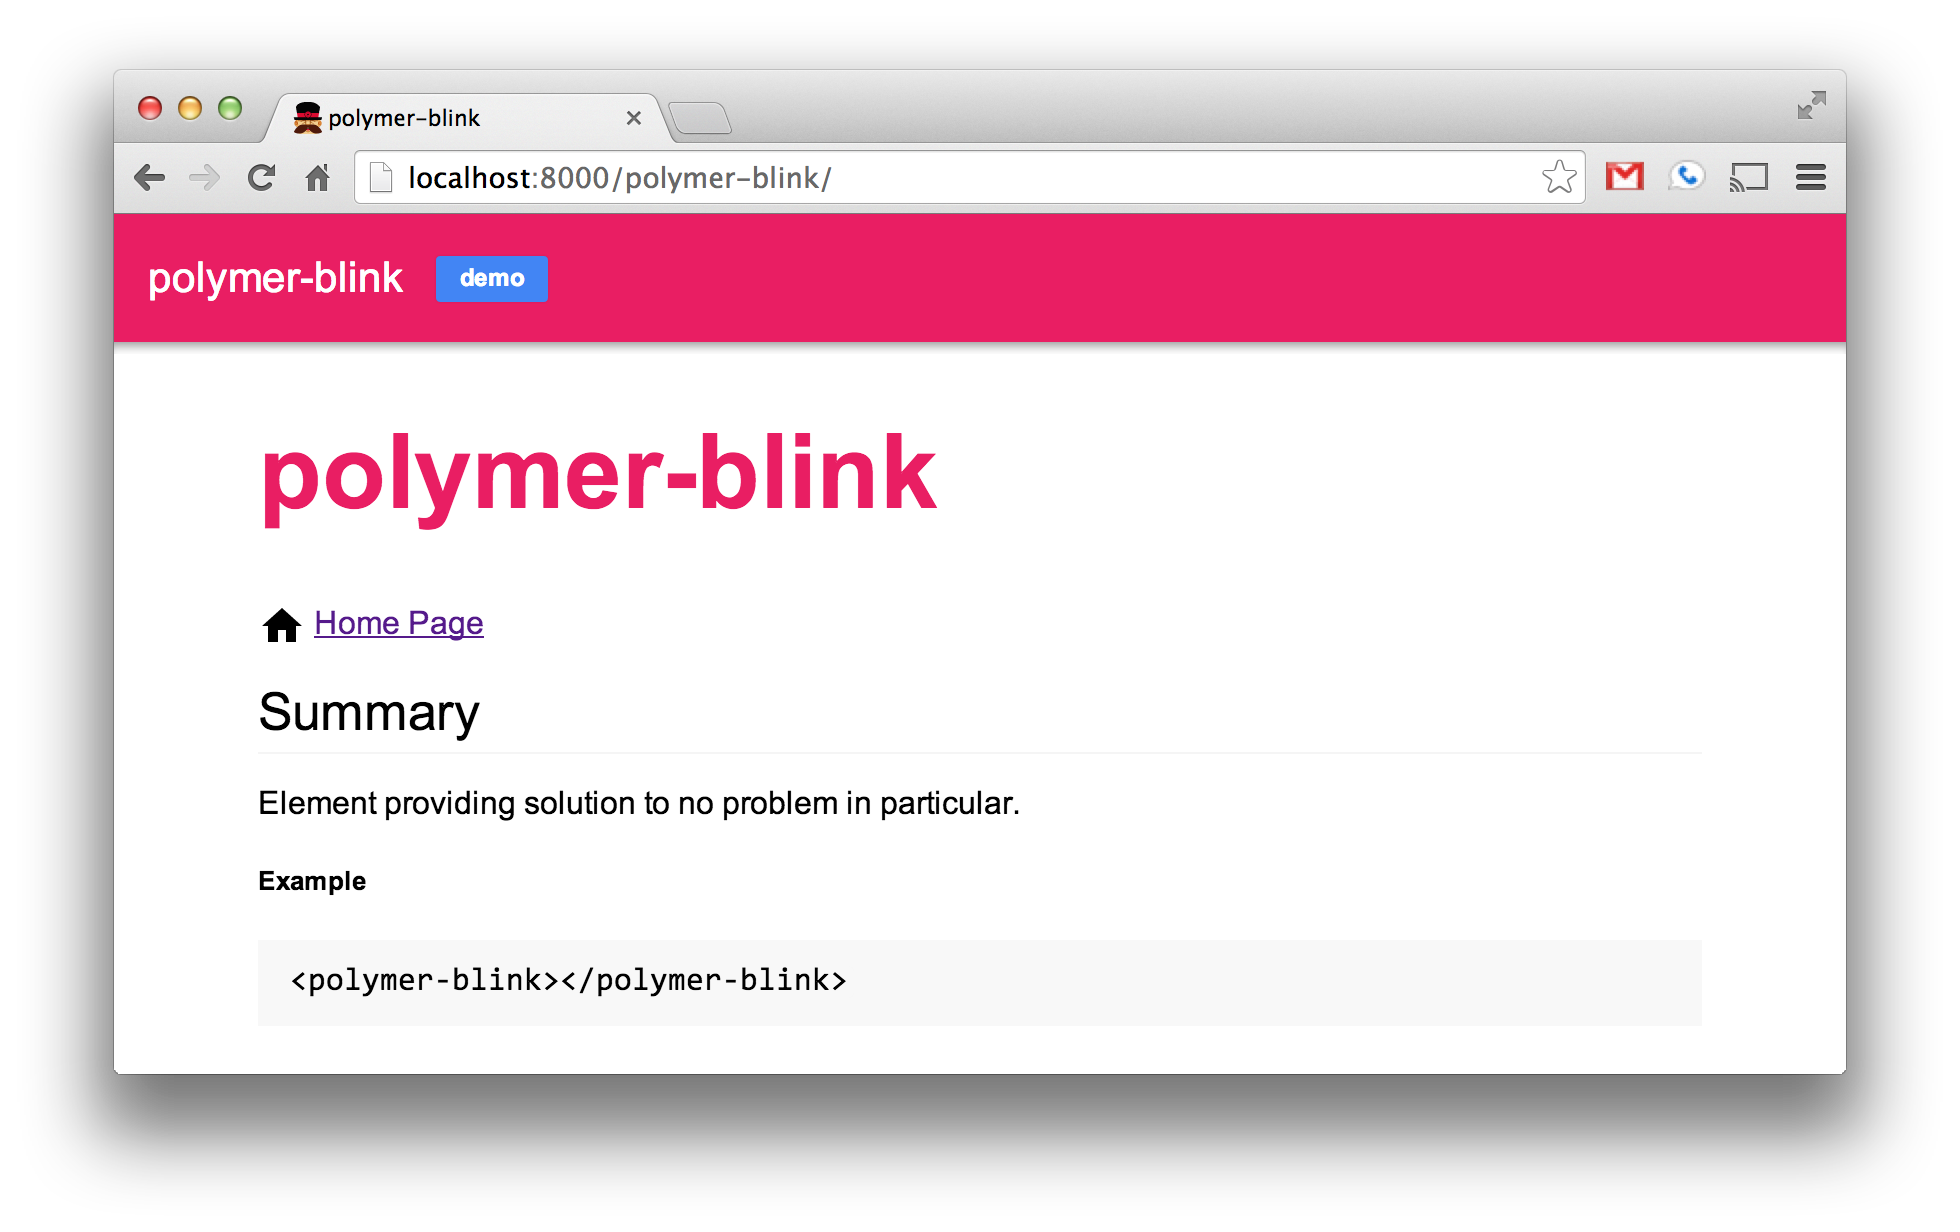 polymer-blink
localhost:8000/polymer-blink/
polymer-blink demo
polymer-blink
Home Page
Summary
Element providing solution to no problem in particular.
Example
<polymer-blink></polymer-blink>